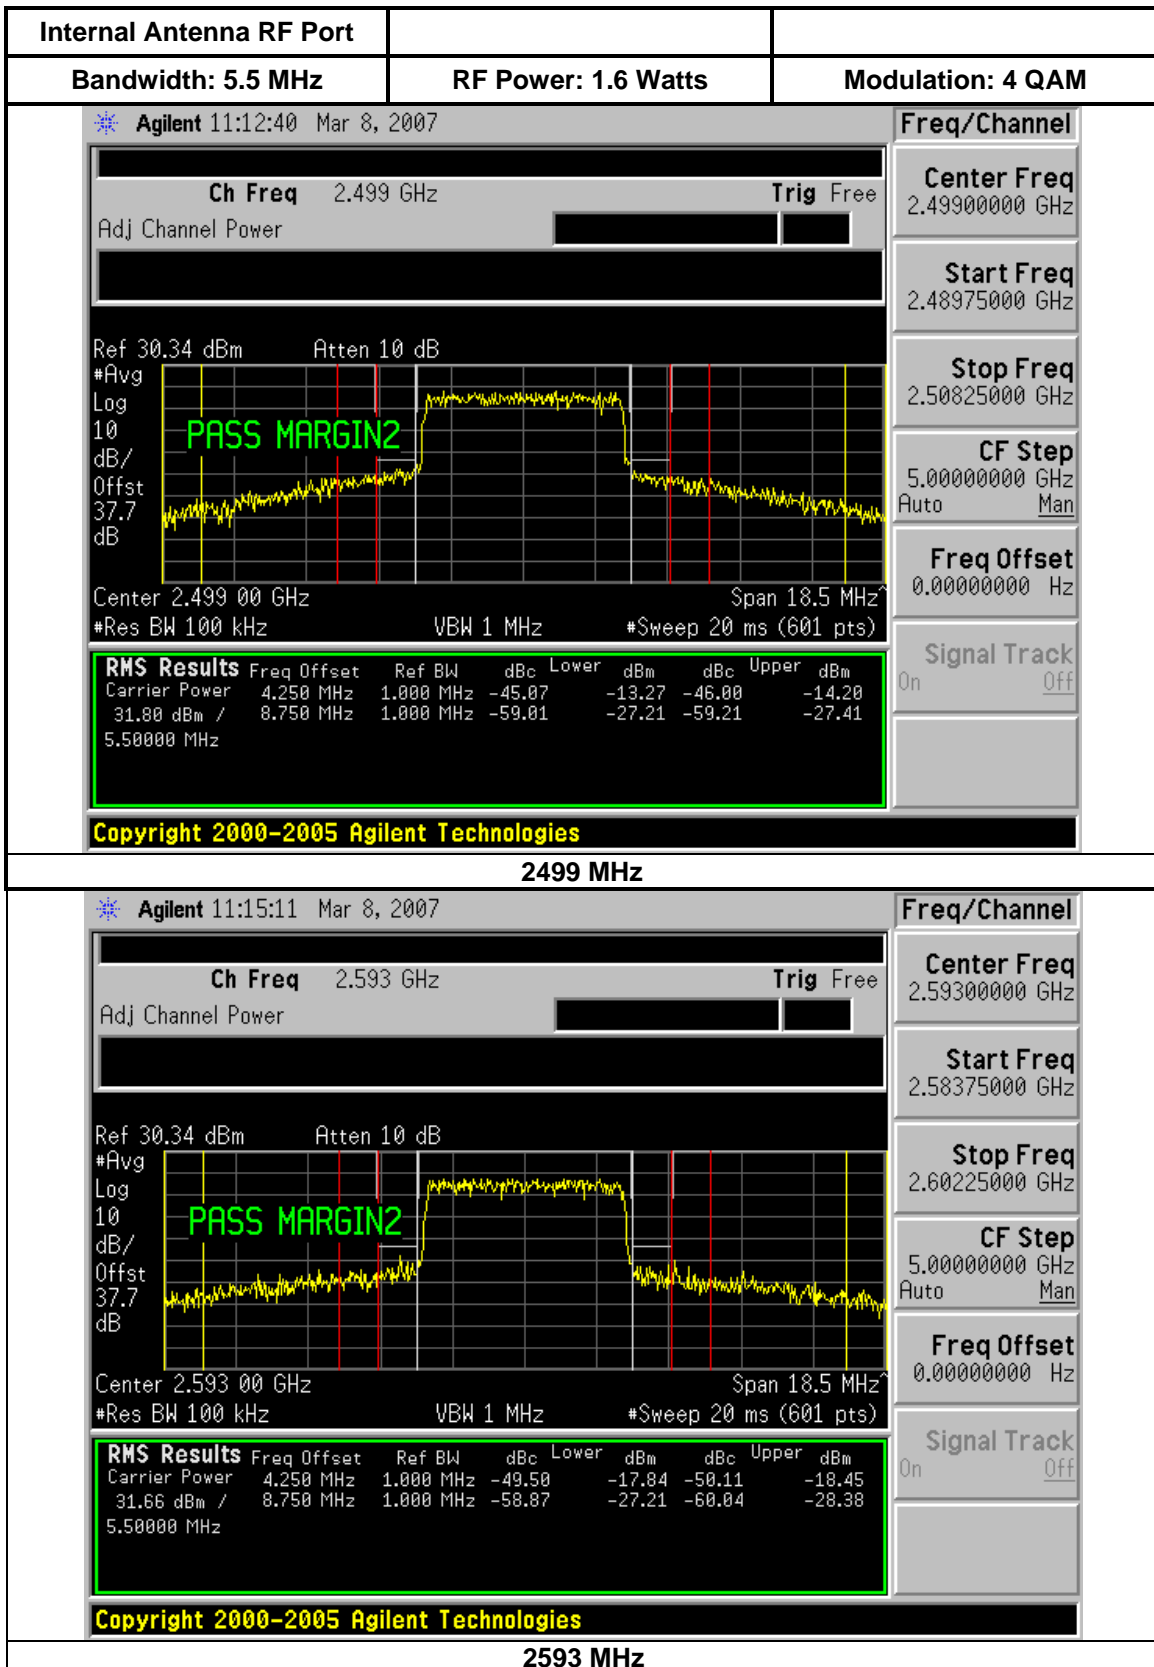 Internal Antenna RF Port
Bandwidth: 5.5 MHz RF Power: 1.6 Watts Modulation: 4 QAM
Agilent 11:12:40 Mar 8, 2007 Freq/Channel
Ch Freq 2.499 GHz Trig Free
Adj Channel Power
Center Freq
2.49900000 GHz
Start Freq
2.48975000 GHz
Stop Freq
2.50825000 GHz
CF Step
5.00000000 GHz
Auto Man
Freq Offset
0.00000000 Hz
Signal Track
On Off
Ref 30.34 dBm Atten 10 dB
#Avg
Log
10
dB/
Offst
37.7
dB
PASS MARGIN2
Center 2.499 00 GHz Span 18.5 MHz^
#Res BW 100 kHz VBW 1 MHz #Sweep 20 ms (601 pts)
RMS Results Freq Offset Ref BW dBc Lower dBm dBc Upper dBm
Carrier Power 4.250 MHz 1.000 MHz -45.07 -13.27 -46.00 -14.20
31.80 dBm / 8.750 MHz 1.000 MHz -59.01 -27.21 -59.21 -27.41
5.50000 MHz
Copyright 2000-2005 Agilent Technologies
2499 MHz
Agilent 11:15:11 Mar 8, 2007 Freq/Channel
Ch Freq 2.593 GHz Trig Free
Adj Channel Power
Center Freq
2.59300000 GHz
Start Freq
2.58375000 GHz
Stop Freq
2.60225000 GHz
CF Step
5.00000000 GHz
Auto Man
Freq Offset
0.00000000 Hz
Signal Track
On Off
Ref 30.34 dBm Atten 10 dB
#Avg
Log
10
dB/
Offst
37.7
dB
PASS MARGIN2
Center 2.593 00 GHz Span 18.5 MHz^
#Res BW 100 kHz VBW 1 MHz #Sweep 20 ms (601 pts)
RMS Results Freq Offset Ref BW dBc Lower dBm dBc Upper dBm
Carrier Power 4.250 MHz 1.000 MHz -49.50 -17.84 -50.11 -18.45
31.66 dBm / 8.750 MHz 1.000 MHz -58.87 -27.21 -60.04 -28.38
5.50000 MHz
Copyright 2000-2005 Agilent Technologies
2593 MHz